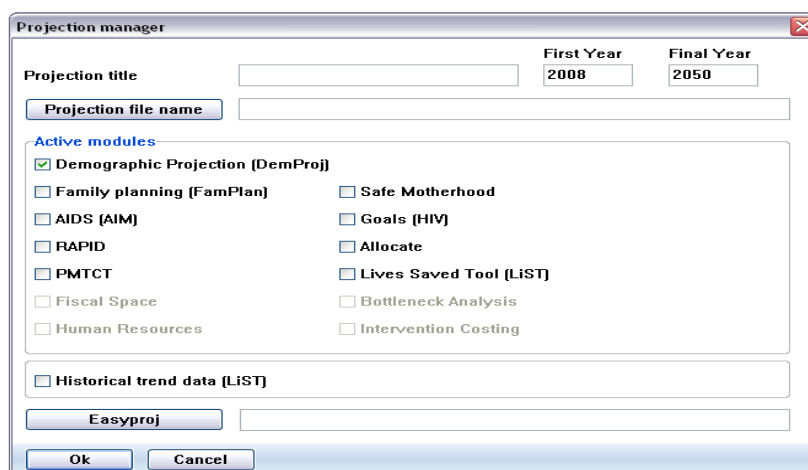 Projection manager
First Year Final Year
Projection title 2008 2050
Projection file name
Active modules
Demographic Projection (DemProj)
Family planning (FamPlan) Safe Motherhood
AIDS (AIM) Goals (HIV)
RAPID Allocate
PMTCT Lives Saved Tool (LiST)
Fiscal Space Bottleneck Analysis
Human Resources Intervention Costing
Historical trend data (LiST)
Easyproj
Ok Cancel